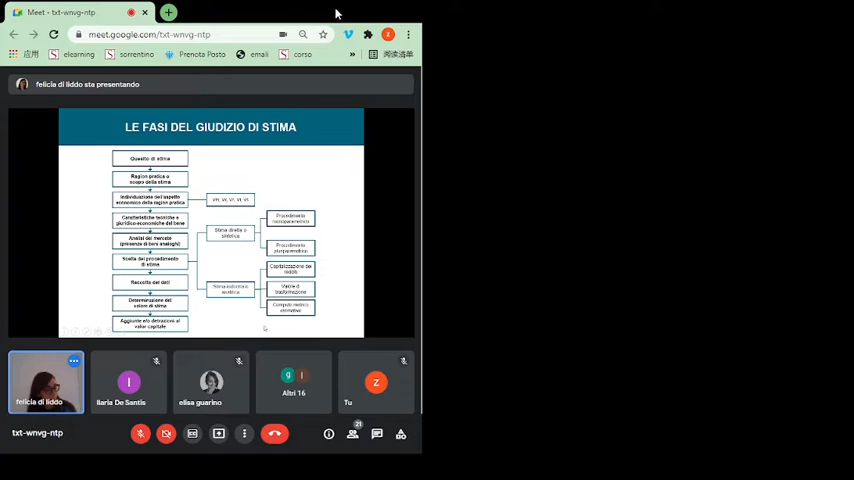 Meet - txt-wnvg-ntp
meet.google.com/txt-wnvg-ntp
应用
elearning
sorrentino
Prenota Posto
emali
corso
»
阅读清单
felicia di liddo sta presentando
LE FASI DEL GIUDIZIO DI STIMA
Quesito di stima
Ragion pratica o
scopo della stima
Individuazione dell'aspetto
economico della ragion pratica
Caratteristiche tecniche e
giuridico-economiche del bene
Analisi del mercato
(presenza di beni analoghi)
Scelta del procedimento
di stima
Raccolta dei dati
Determinazione del
valore di stima
Aggiunte e/o detrazioni al
valore capitale
Stima diretta o
sintetica
Stima indiretta o
analitica
Procedimento
monoparametrico
Procedimento
pluriparametrico
Capitalizzazione dei
redditi
Valore di
trasformazione
Computo metrico
estimativo
felicia di liddo
I
Ilaria De Santis
elisa guarino
g
I
Altri 16
z
Tu
txt-wnvg-ntp
21